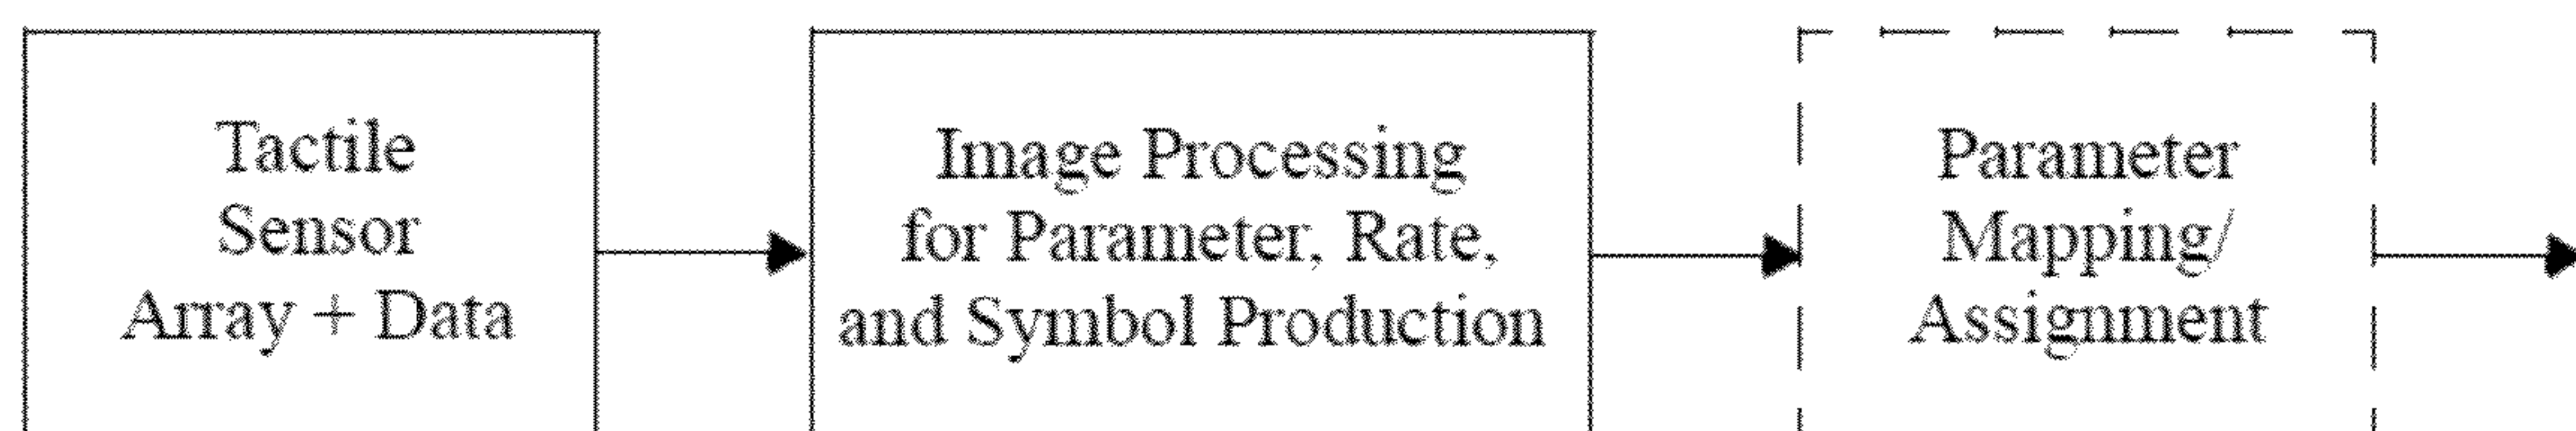 Tactile
Sensor
Array + Data
Image Processing
for Parameter, Rate,
and Symbol Production
Parameter
Mapping/
Assignment